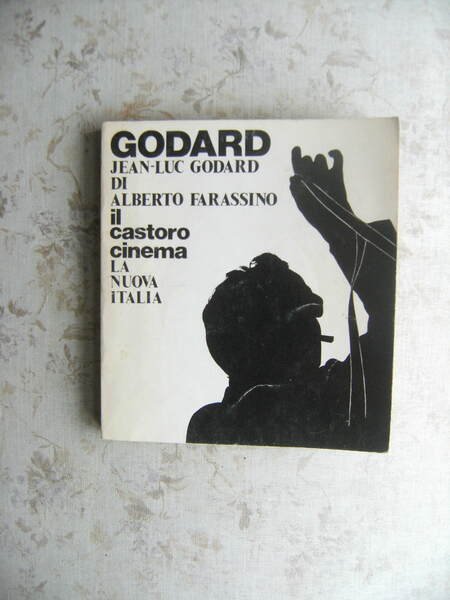 GODARD
JEAN-LUC GODARD
DI
ALBERTO FARASSINO
il
castoro
cinema
LA
NUOVA
iTALIA